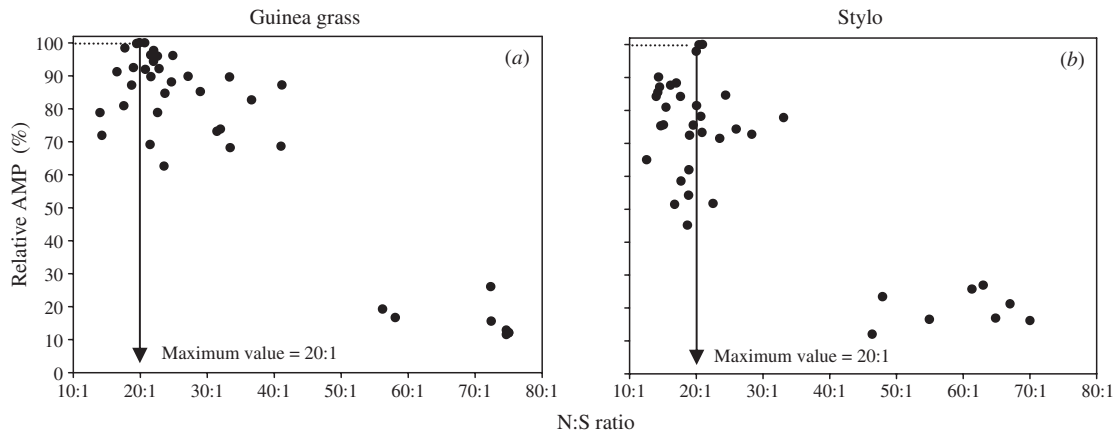 Guinea grass
Stylo
100
90
80
70
60
50
40
30
20
10
0
Relative AMP (%)
(a)
(b)
Maximum value = 20:1
Maximum value = 20:1
10:1 20:1 30:1 40:1 50:1 60:1 70:1 80:1
10:1 20:1 30:1 40:1 50:1 60:1 70:1 80:1
N:S ratio